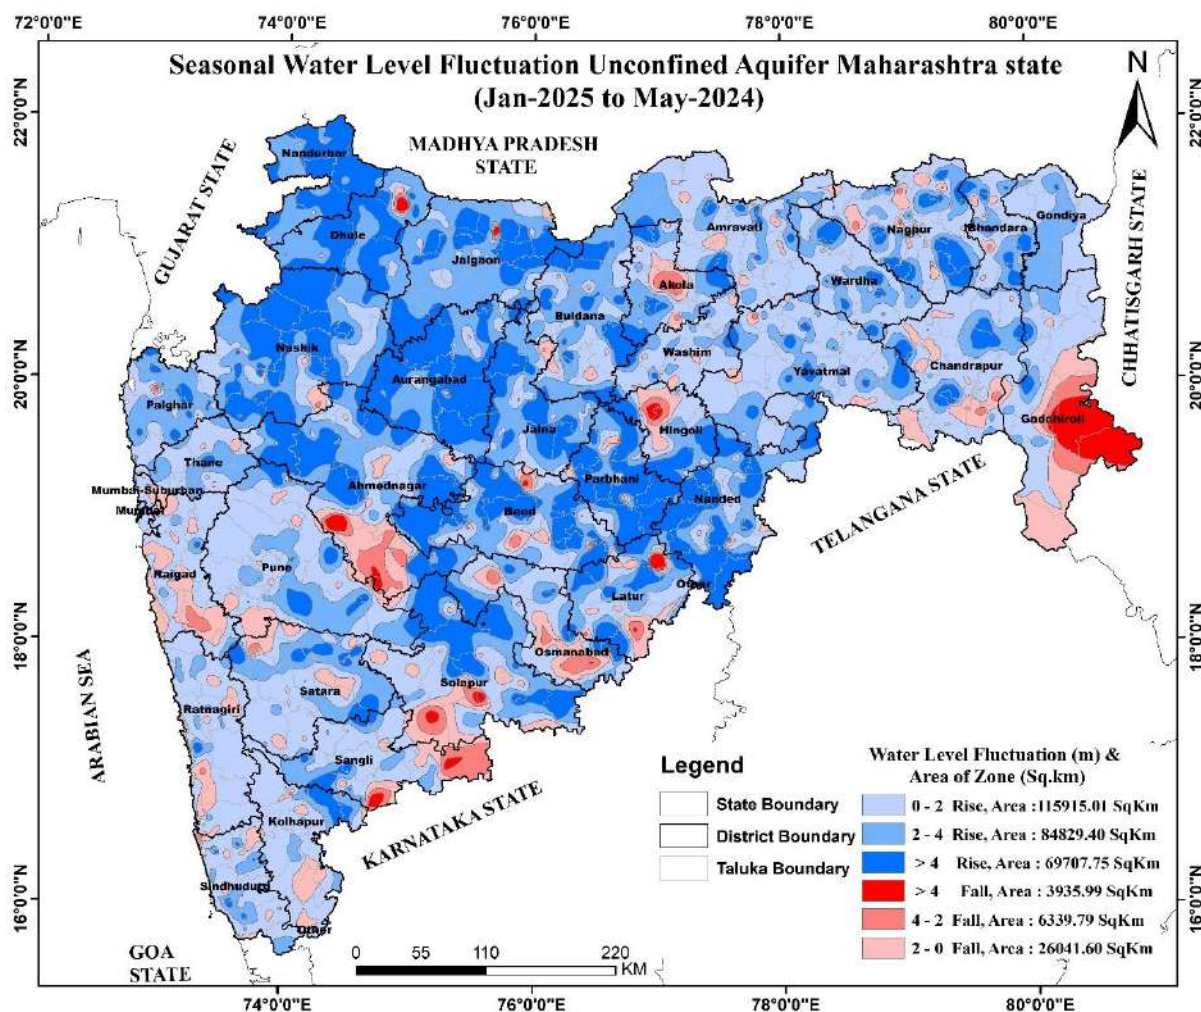 72°0'0"E 74°0'0"E 76°0'0"E 78°0'0"E 80°0'0"E
Seasonal Water Level Fluctuation Unconfined Aquifer Maharashtra state
(Jan-2025 to May-2024)
N
22°0'0"N
22°0'0"N
GUJARAT STATE
MADHYA PRADESH
STATE
CHHATISGARH STATE
Nandurbar
Dhule
Jalgaon
Amravati
Nagpur
Bhandara
Gondiya
Akola
Wardha
Buldana
Nashik
Washim
Aurangabad
Yavatmal
Chandrapur
20°0'0"N
20°0'0"N
Palghar
Jalna
Hingoli
Gadchiroli
Thane
Ahmednagar
Parbhani
Mumbai-Suburban
Mumbai
Beed
Nanded
TELANGANA STATE
Raigad
Pune
Latur
Other
18°0'0"N
18°0'0"N
Osmanabad
ARABIAN SEA
Solapur
Satara
Ratnagiri
Sangli
Kolhapur
KARNATAKA STATE
Sindhudurg
Other
16°0'0"N
16°0'0"N
GOA
STATE
0 55 110 220
KM
Legend
State Boundary
District Boundary
Taluka Boundary
Water Level Fluctuation (m) &
Area of Zone (Sq.km)
0 - 2 Rise, Area :115915.01 SqKm
2 - 4 Rise, Area : 84829.40 SqKm
> 4 Rise, Area : 69707.75 SqKm
> 4 Fall, Area : 3935.99 SqKm
4 - 2 Fall, Area : 6339.79 SqKm
2 - 0 Fall, Area : 26041.60 SqKm
74°0'0"E 76°0'0"E 78°0'0"E 80°0'0"E